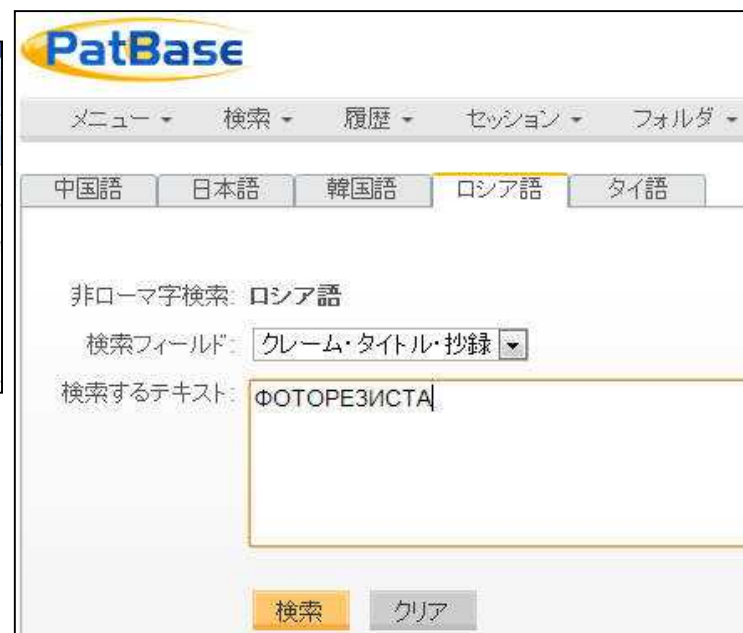 PatBase
メニュー 検索 履歴 セッション フォルダ
中国語 日本語 韓国語 ロシア語 タイ語
非ローマ字検索: ロシア語
検索フィールド: クレーム・タイトル・抄録
検索するテキスト: ФОТОРЕЗИСТА
検索 クリア